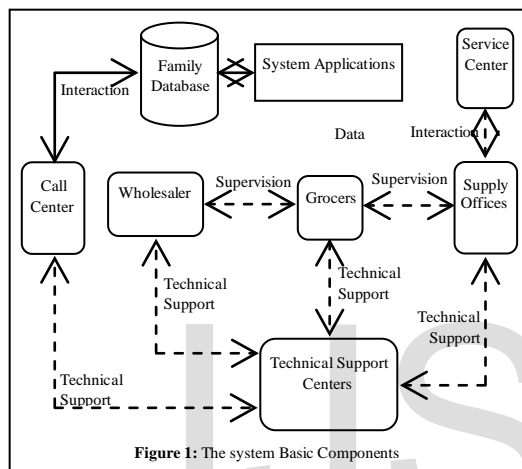 Service
Center
Family
Database
System Applications
Interaction
Data
Interaction
Call
Center
Wholesaler
Supervision
Grocers
Supervision
Supply
Offices
Technical
Support
Technical
Support
Technical
Support
Technical Support
Centers
Technical
Support
Figure 1: The system Basic Components